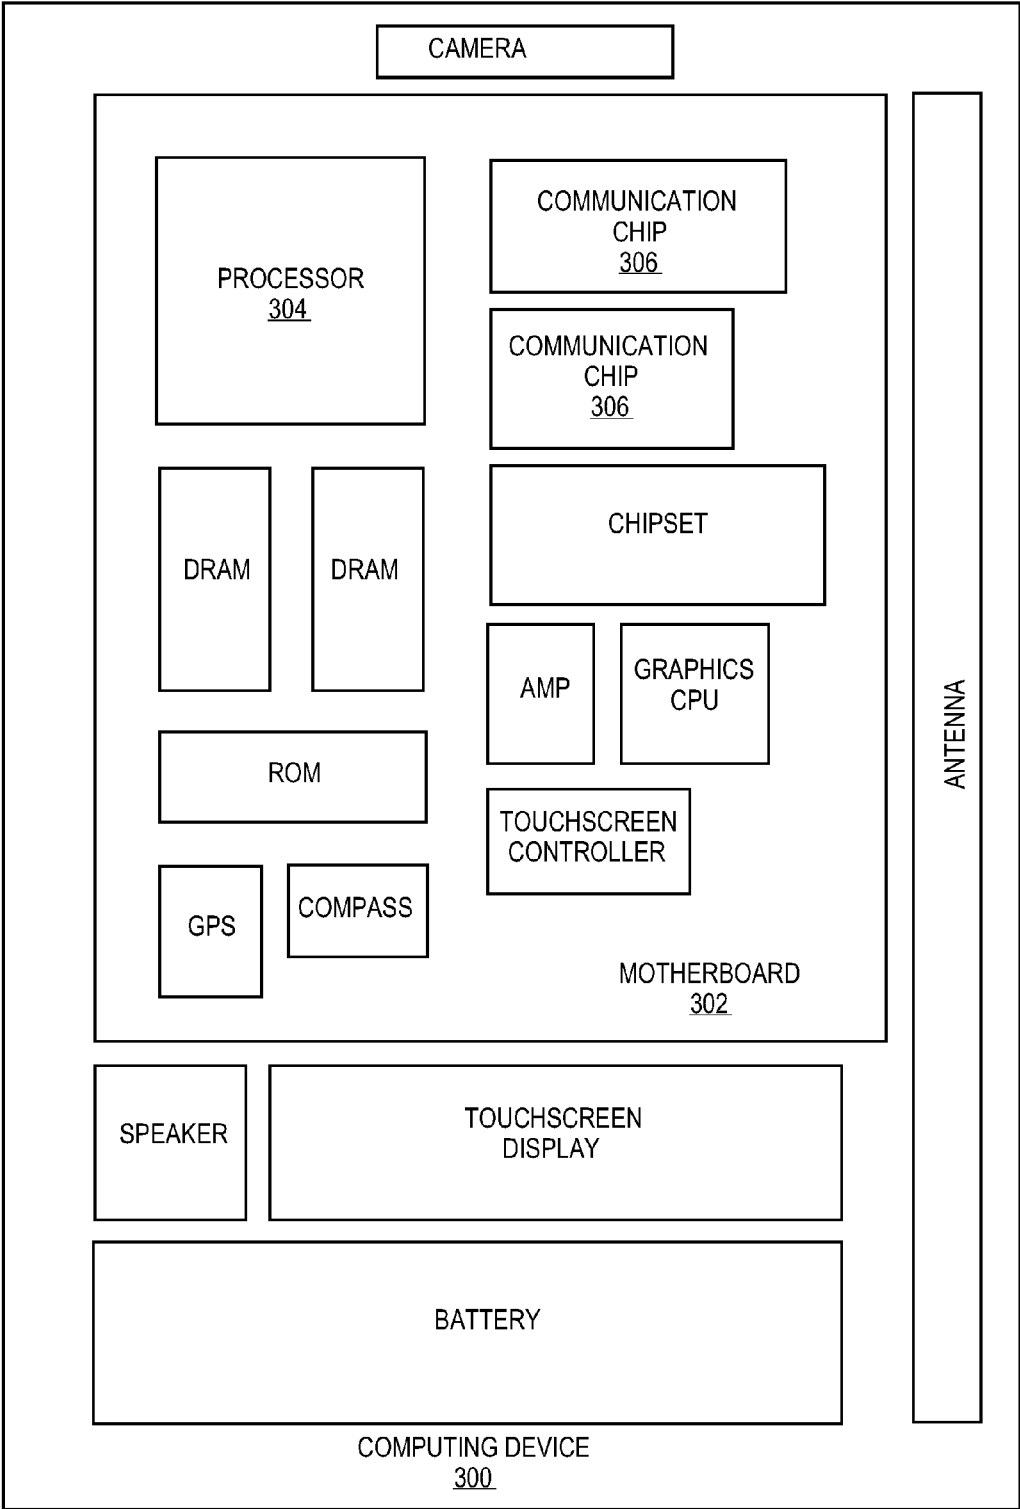 CAMERA
PROCESSOR
304
COMMUNICATION
CHIP
306
COMMUNICATION
CHIP
306
DRAM
DRAM
CHIPSET
AMP
GRAPHICS
CPU
ROM
TOUCHSCREEN
CONTROLLER
GPS
COMPASS
MOTHERBOARD
302
ANTENNA
SPEAKER
TOUCHSCREEN
DISPLAY
BATTERY
COMPUTING DEVICE
300